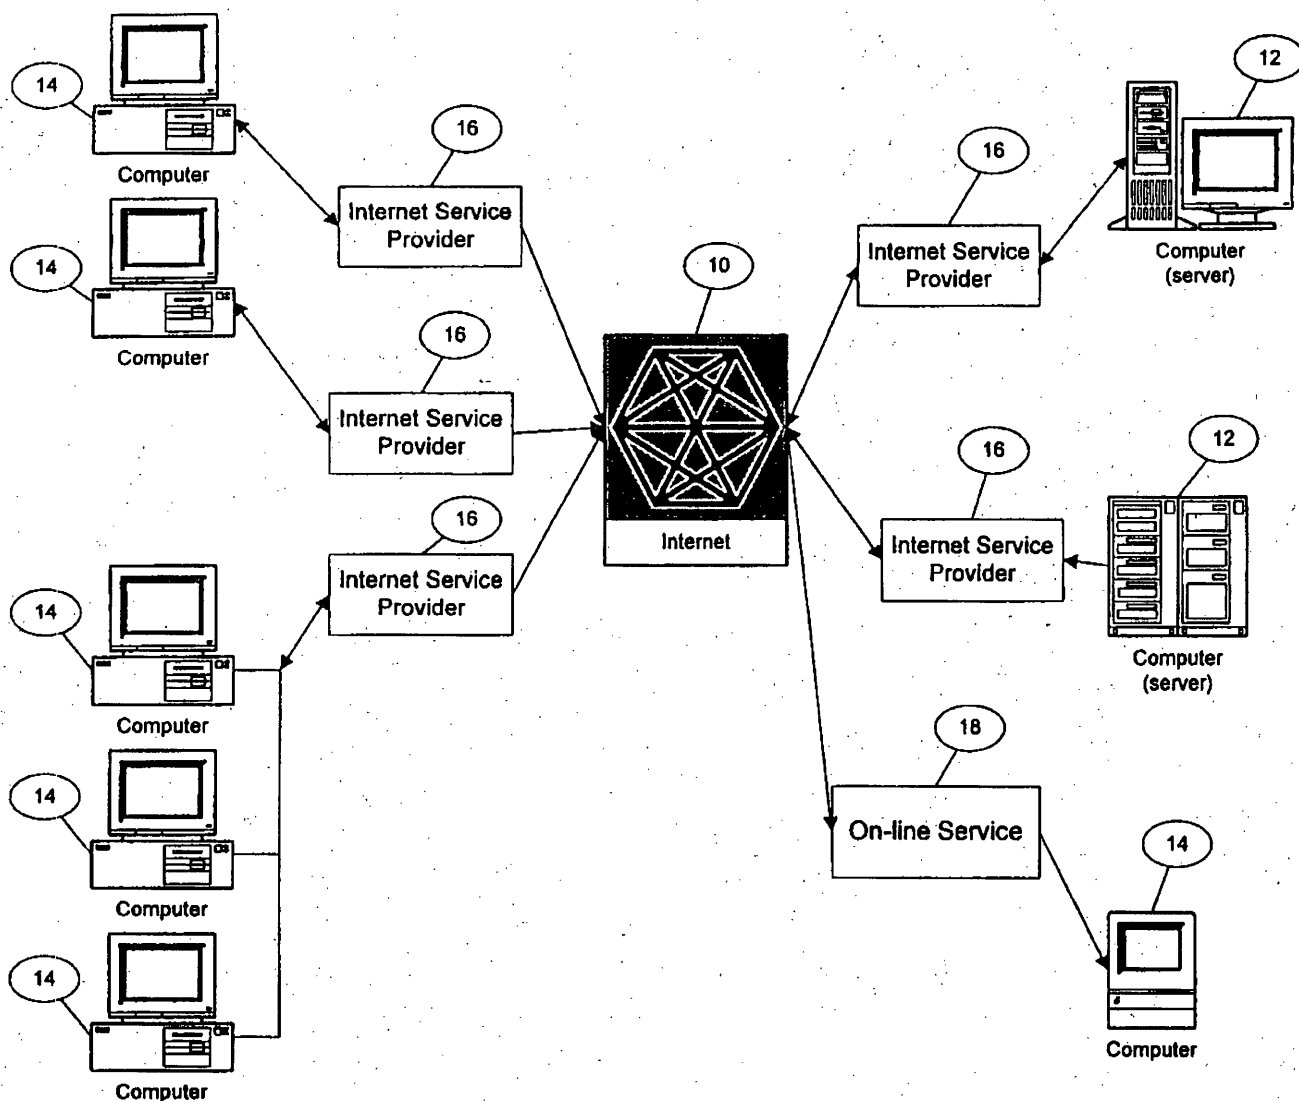 14
Computer
14
Computer
16
Internet Service
Provider
16
Internet Service
Provider
16
Internet Service
Provider
14
Computer
14
Computer
14
Computer
10
Internet
16
Internet Service
Provider
12
Computer
(server)
16
Internet Service
Provider
12
Computer
(server)
18
On-line Service
14
Computer